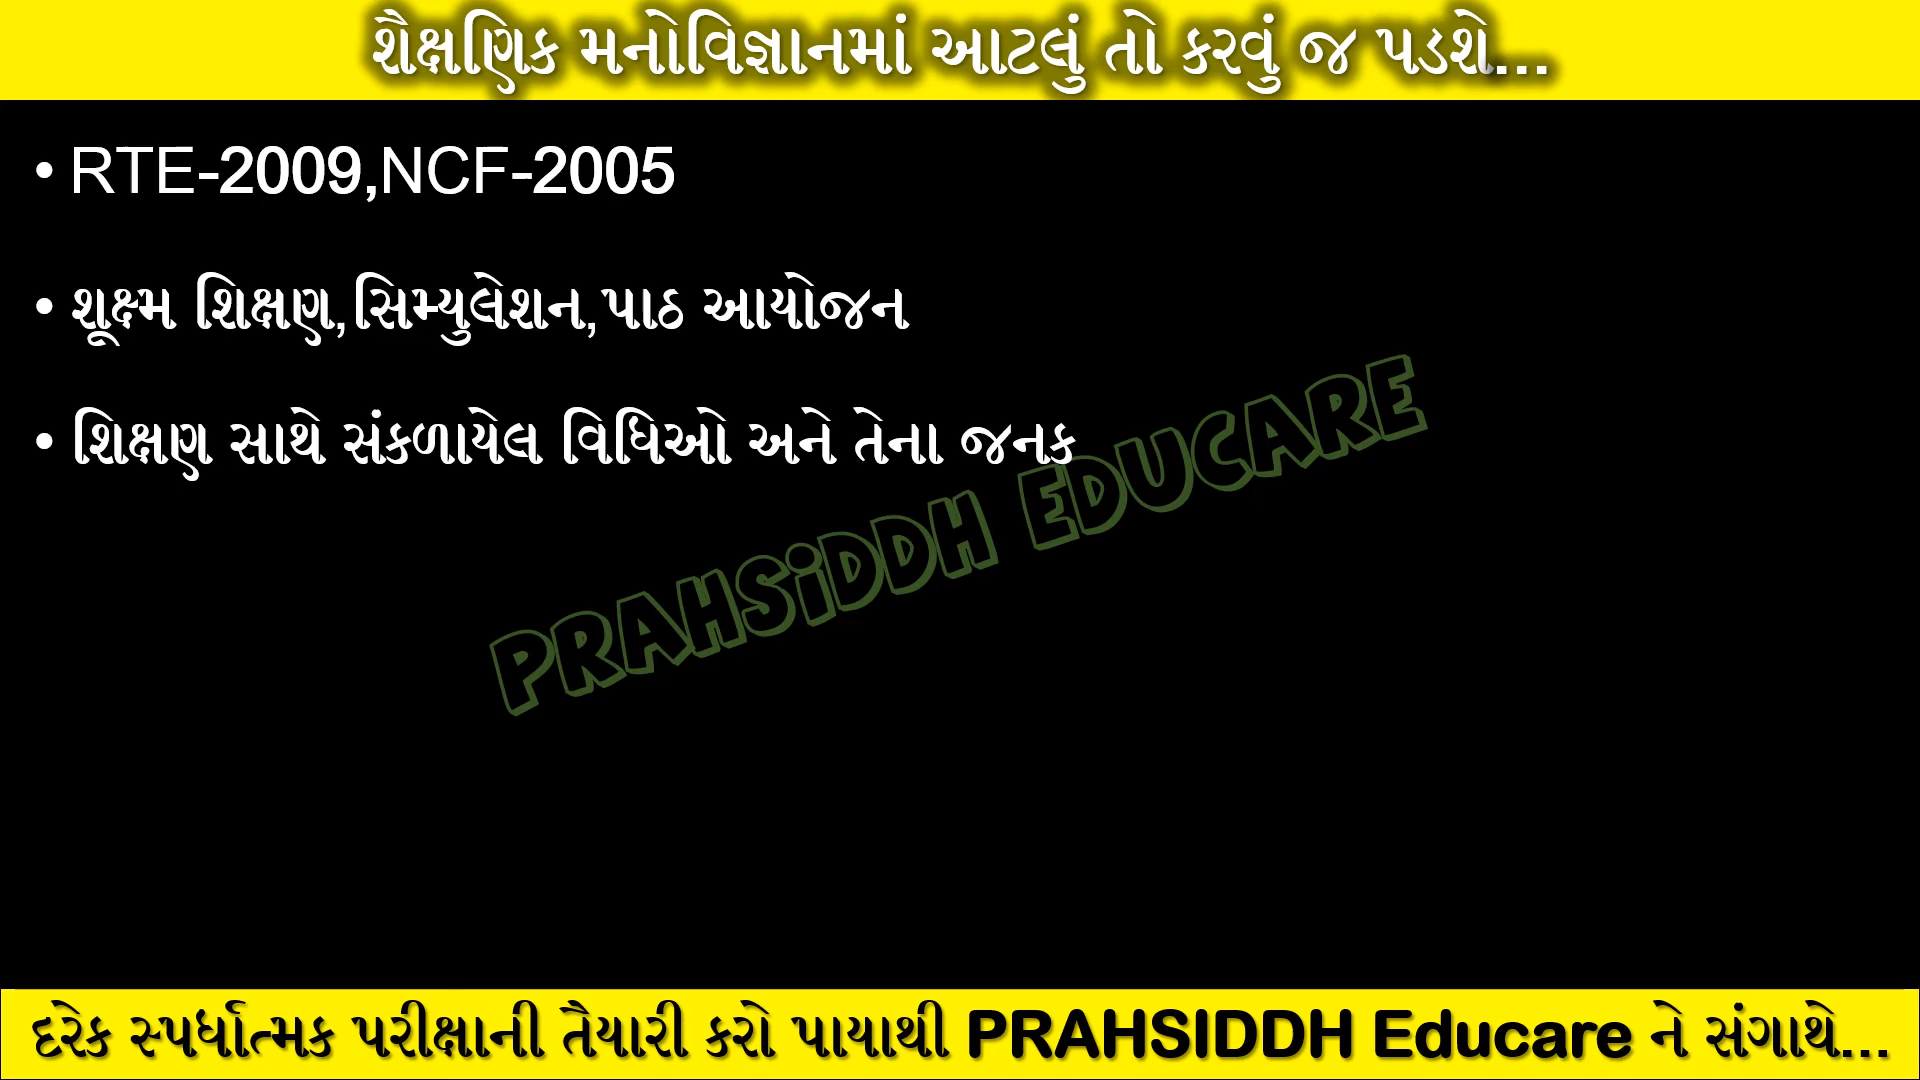 શૈક્ષણિક મનોવિજ્ઞાનમાં આટલું તો કરવું જ પડશે...
• RTE-2009,NCF-2005
• શૂક્ષ્મ શિક્ષણ,સિમ્યુલેશન,પાઠ આયોજન
• શિક્ષણ સાથે સંકળાયેલ વિધિઓ અને તેના જનક
PRAHSiDDH EDUCARE
દરેક સ્પર્ધાત્મક પરીક્ષાની તૈયારી કરો પાયાથી PRAHSIDDH Educare ને સંગાથે...